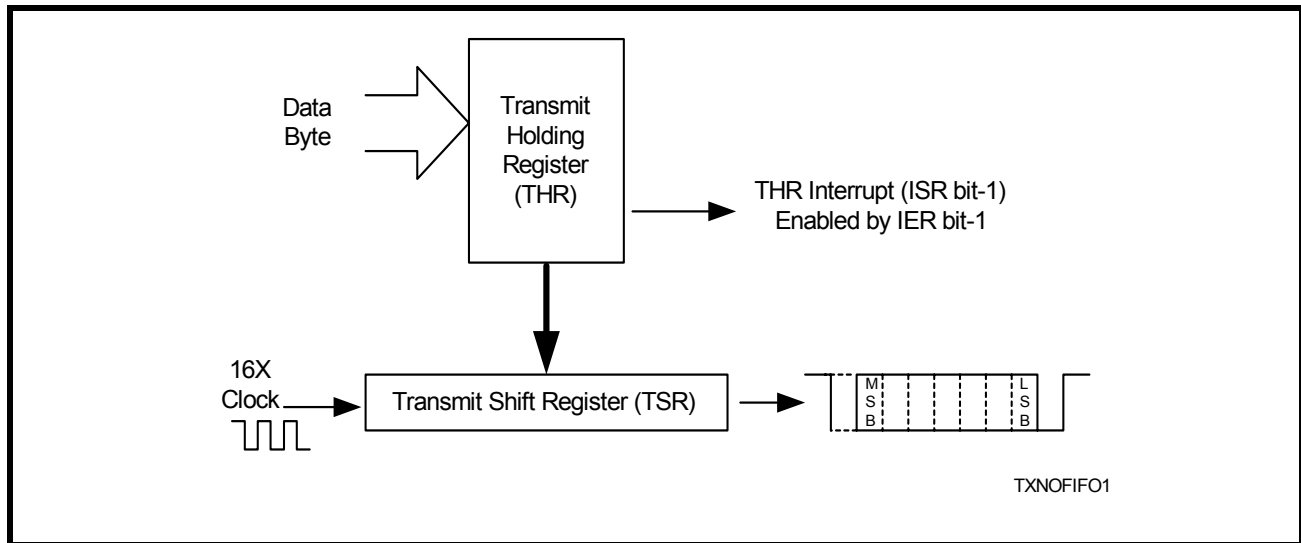 Data
Byte
Transmit
Holding
Register
(THR)
THR Interrupt (ISR bit-1)
Enabled by IER bit-1
16X
Clock
Transmit Shift Register (TSR)
M
S
B
L
S
B
TXNOFIFO1